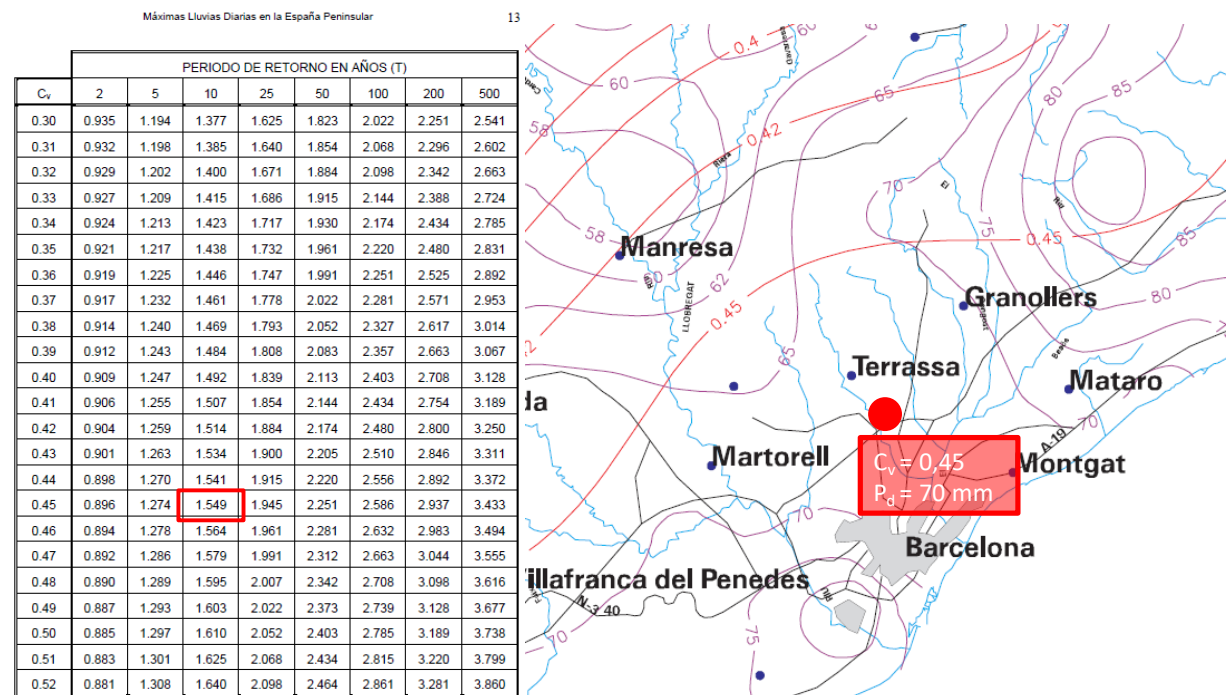 Máximas Lluvias Diarias en la España Peninsular
13
PERIODO DE RETORNO EN AÑOS (T)
Cv 2 5 10 25 50 100 200 500
0.30 0.935 1.194 1.377 1.625 1.823 2.022 2.251 2.541
0.31 0.932 1.198 1.385 1.640 1.854 2.068 2.296 2.602
0.32 0.929 1.202 1.400 1.671 1.884 2.098 2.342 2.663
0.33 0.927 1.209 1.415 1.686 1.915 2.144 2.388 2.724
0.34 0.924 1.213 1.423 1.717 1.930 2.174 2.434 2.785
0.35 0.921 1.217 1.438 1.732 1.961 2.220 2.480 2.831
0.36 0.919 1.225 1.446 1.747 1.991 2.251 2.525 2.892
0.37 0.917 1.232 1.461 1.778 2.022 2.281 2.571 2.953
0.38 0.914 1.240 1.469 1.793 2.052 2.327 2.617 3.014
0.39 0.912 1.243 1.484 1.808 2.083 2.357 2.663 3.067
0.40 0.909 1.247 1.492 1.839 2.113 2.403 2.708 3.128
0.41 0.906 1.255 1.507 1.854 2.144 2.434 2.754 3.189
0.42 0.904 1.259 1.514 1.884 2.174 2.480 2.800 3.250
0.43 0.901 1.263 1.534 1.900 2.205 2.510 2.846 3.311
0.44 0.898 1.270 1.541 1.915 2.220 2.556 2.892 3.372
0.45 0.896 1.274 1.549 1.945 2.251 2.586 2.937 3.433
0.46 0.894 1.278 1.564 1.961 2.281 2.632 2.983 3.494
0.47 0.892 1.286 1.579 1.991 2.312 2.663 3.044 3.555
0.48 0.890 1.289 1.595 2.007 2.342 2.708 3.098 3.616
0.49 0.887 1.293 1.603 2.022 2.373 2.739 3.128 3.677
0.50 0.885 1.297 1.610 2.052 2.403 2.785 3.189 3.738
0.51 0.883 1.301 1.625 2.068 2.434 2.815 3.220 3.799
0.52 0.881 1.308 1.640 2.098 2.464 2.861 3.281 3.860
60
0.4
60
65
80
85
58
0.42
70
58
Manresa
75
0.45
85
60
62
LLOBREGAT
0.45
Granollers
80
65
Besós
Terrassa
Mataro
da
70
A-19
Martorell
Cv = 0,45
Pd = 70 mm
Montgat
70
Barcelona
illafranca del Penedes
N-340
70
75